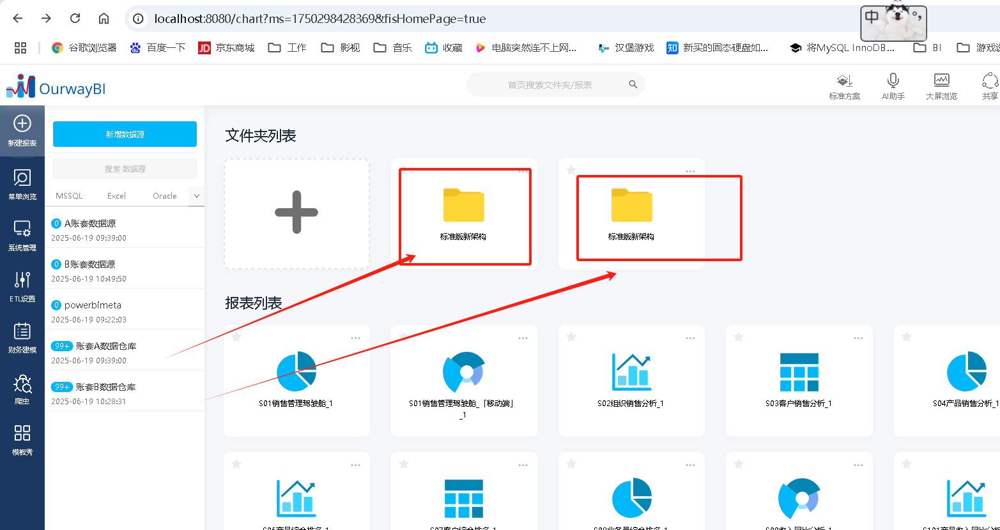 localhost:8080/chart?ms=1750298428369&fisHomePage=true
中 °,
谷歌浏览器 百度一下 JD 京东商城 工作 影视 音乐 收藏 电脑突然连不上网... 汉堡游戏 知 新买的固态硬盘如... 将MySQL InnoDB... BI
OurwayBI
首页搜索文件夹/报表
标准方案 AI助手 大屏浏览 共享
新建报表
菜单浏览
系统管理
ETL设置
财务建模
爬虫
模板秀
新增数据源
搜索 数据源
MSSQL Excel Oracle
0 A账套数据源
2025-06-19 09:39:00
0 B账套数据源
2025-06-19 10:49:50
0 powerbimeta
2025-06-19 09:22:03
99+ 账套A数据仓库
2025-06-19 09:39:00
99+ 账套B数据仓库
2025-06-19 10:28:31
文件夹列表
标准版新架构 标准版新架构
报表列表
S01销售管理驾驶舱_1
S01销售管理驾驶舱_「移动端」
_1
S02组织销售分析_1
S03客户销售分析_1
S04产品销售分析_1